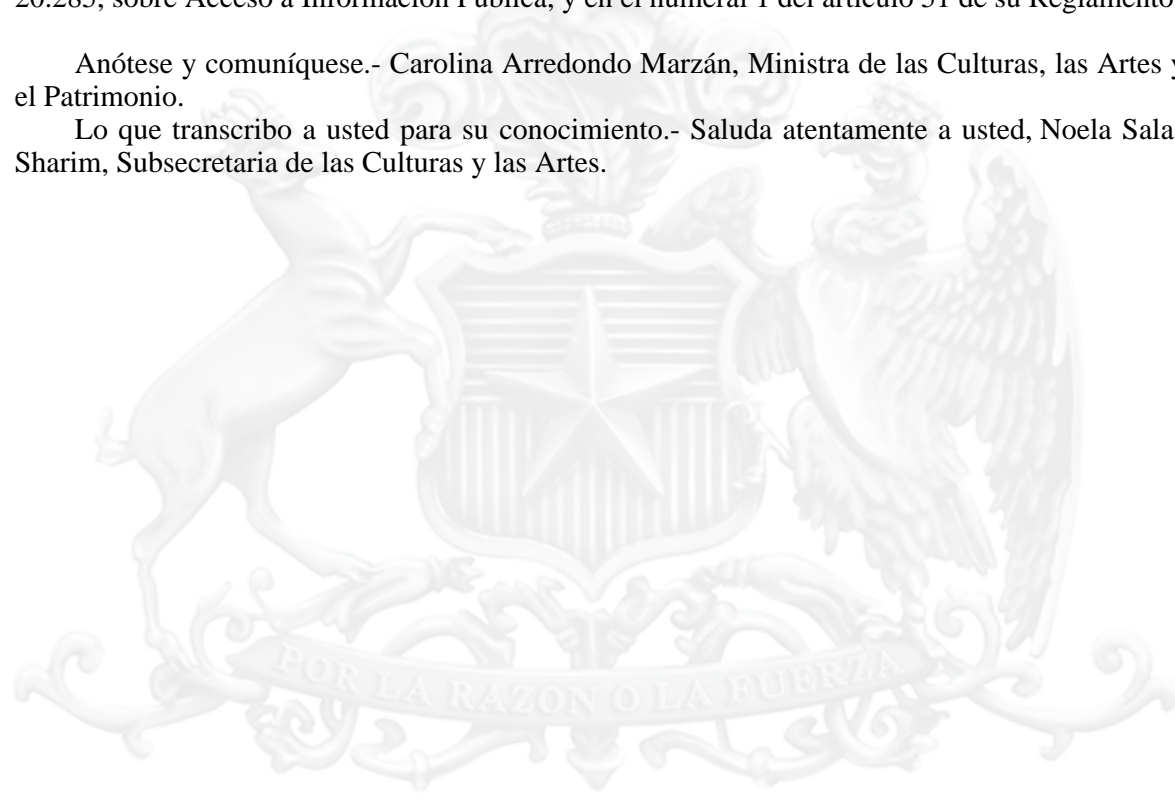 20.285, sobre Acceso a Información Pública, y en el numeral 1 del artículo 51 de su Reglamento
Anótese y comuníquese.- Carolina Arredondo Marzán, Ministra de las Culturas, las Artes y
el Patrimonio.
Lo que transcribo a usted para su conocimiento.- Saluda atentamente a usted, Noela Sala
Sharim, Subsecretaria de las Culturas y las Artes.
POR LA RAZON O LA FUERZA